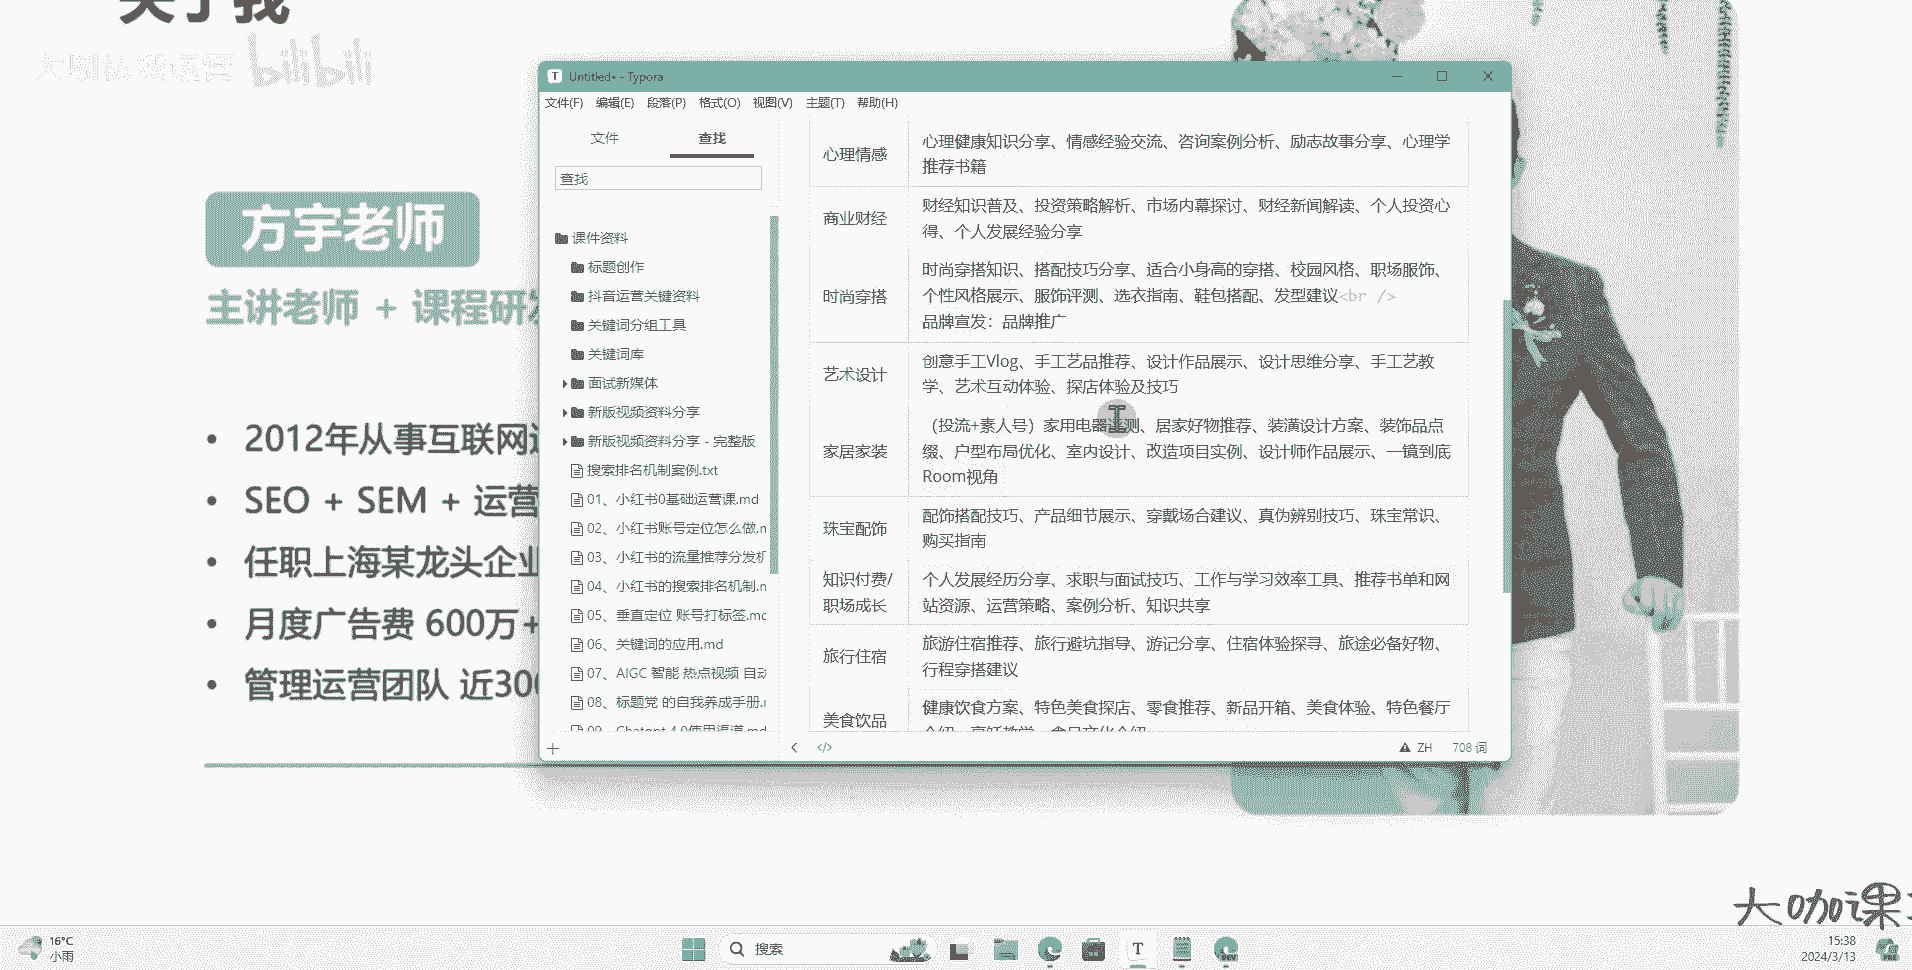 关于我
bilibili
方宇老师
主讲老师 + 课程研发
• 2012年从事互联网
• SEO + SEM + 运营
• 任职上海某龙头企业
• 月度广告费 600万+
• 管理运营团队 近300
Untitled• - Typora
文件(F) 编辑(E) 段落(P) 格式(O) 视图(V) 主题(T) 帮助(H)
文件 查找
查找
课件资料
标题创作
抖音运营关键资料
关键词分组工具
关键词库
面试新媒体
新版视频资料分享
新版视频资料分享 - 完整版
搜索排名机制案例.txt
01、小红书0基础运营课.md
02、小红书账号定位怎么做.m
03、小红书的流量推荐分发机
04、小红书的搜索排名机制.m
05、垂直定位 账号打标签.md
06、关键词的应用.md
07、AIGC 智能 热点视频 自动
08、标题党 的自我养成手册.m
09、Chatgpt 4.0使用渠道.md
心理情感
心理健康知识分享、情感经验交流、咨询案例分析、励志故事分享、心理学
推荐书籍
商业财经
财经知识普及、投资策略解析、市场内幕探讨、财经新闻解读、个人投资心
得、个人发展经验分享
时尚穿搭
时尚穿搭知识、搭配技巧分享、适合小身高的穿搭、校园风格、职场服饰、
个性风格展示、服饰评测、选衣指南、鞋包搭配、发型建议<br />
品牌宣发：品牌推广
艺术设计
创意手工Vlog、手工艺品推荐、设计作品展示、设计思维分享、手工艺教
学、艺术互动体验、探店体验及技巧
家居家装
（投流+素人号）家用电器评测、居家好物推荐、装潢设计方案、装饰品点
缀、户型布局优化、室内设计、改造项目实例、设计师作品展示、一镜到底
Room视角
珠宝配饰
配饰搭配技巧、产品细节展示、穿戴场合建议、真伪辨别技巧、珠宝常识、
购买指南
知识付费/
职场成长
个人发展经历分享、求职与面试技巧、工作与学习效率工具、推荐书单和网
站资源、运营策略、案例分析、知识共享
旅行住宿
旅游住宿推荐、旅行避坑指导、游记分享、住宿体验探寻、旅途必备好物、
行程穿搭建议
美食饮品
健康饮食方案、特色美食探店、零食推荐、新品开箱、美食体验、特色餐厅
介绍、烹饪教学、食品文化介绍
ZH 708 词
大咖课
16°C
小雨
搜索
15:38
2024/3/13